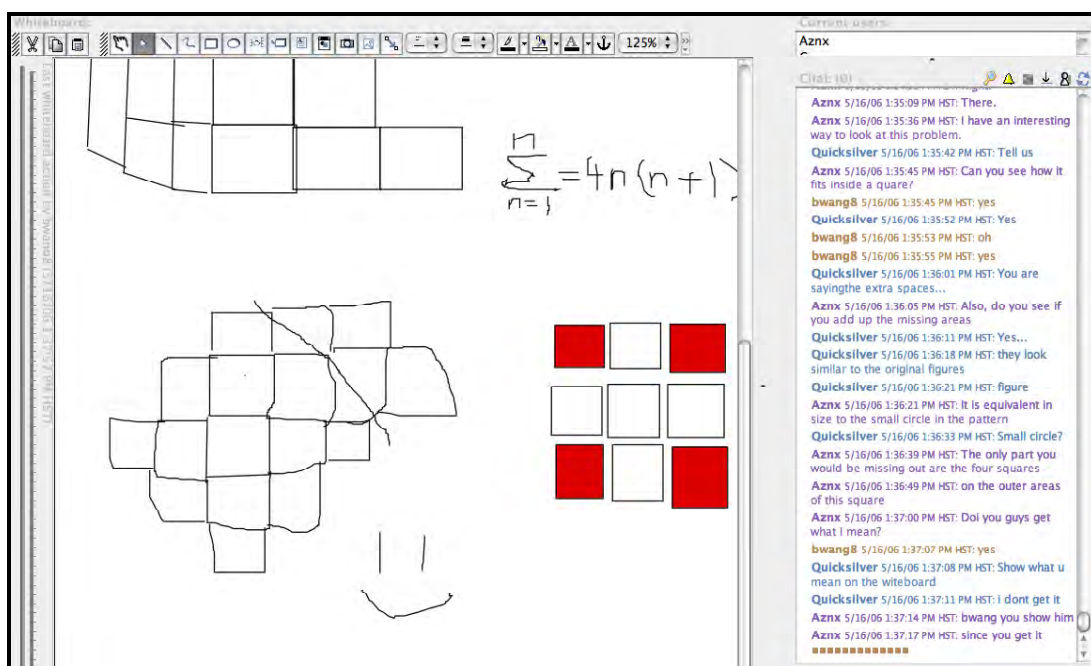 Whiteboard:
Current users:
125%
Aznx
Chat: (0)
Aznx 5/16/06 1:35:09 PM HST: There.
Aznx 5/16/06 1:35:36 PM HST: I have an interesting
way to look at this problem.
Quicksilver 5/16/06 1:35:42 PM HST: Tell us
Aznx 5/16/06 1:35:45 PM HST: Can you see how it
fits inside a quare?
bwang8 5/16/06 1:35:45 PM HST: yes
Quicksilver 5/16/06 1:35:52 PM HST: Yes
bwang8 5/16/06 1:35:53 PM HST: oh
bwang8 5/16/06 1:35:55 PM HST: yes
Quicksilver 5/16/06 1:36:01 PM HST: You are
sayingthe extra spaces...
Aznx 5/16/06 1:36:05 PM HST: Also, do you see if
you add up the missing areas
Quicksilver 5/16/06 1:36:11 PM HST: Yes...
Quicksilver 5/16/06 1:36:18 PM HST: they look
similar to the original figures
Quicksilver 5/16/06 1:36:21 PM HST: figure
Aznx 5/16/06 1:36:21 PM HST: It is equivalent in
size to the small circle in the pattern
Quicksilver 5/16/06 1:36:33 PM HST: Small circle?
Aznx 5/16/06 1:36:39 PM HST: The only part you
would be missing out are the four squares
Aznx 5/16/06 1:36:49 PM HST: on the outer areas
of this square
Aznx 5/16/06 1:37:00 PM HST: Doi you guys get
what I mean?
bwang8 5/16/06 1:37:07 PM HST: yes
Quicksilver 5/16/06 1:37:08 PM HST: Show what u
mean on the witeboard
Quicksilver 5/16/06 1:37:11 PM HST: i dont get it
Aznx 5/16/06 1:37:14 PM HST: bwang you show him
Aznx 5/16/06 1:37:17 PM HST: since you get it
n
Σ =4n(n+1)
n=1